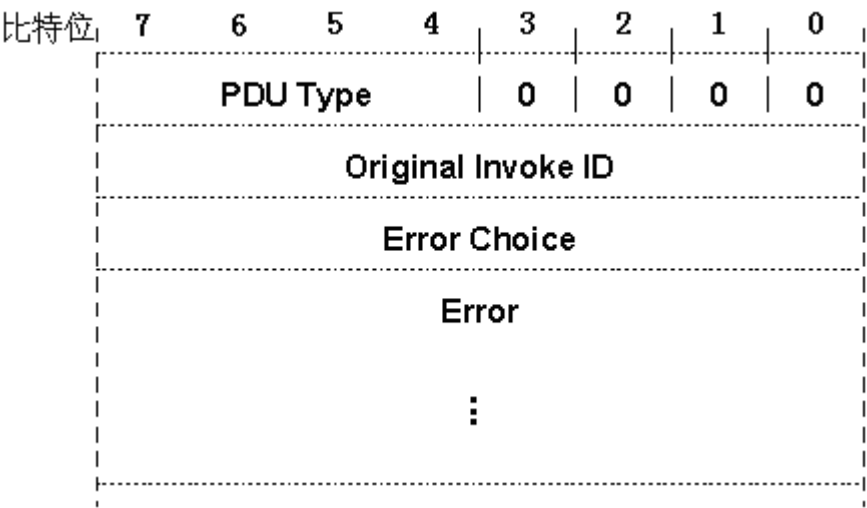 比特位 7 6 5 4 3 2 1 0
PDU Type 0 0 0 0
Original Invoke ID
Error Choice
Error
⋮